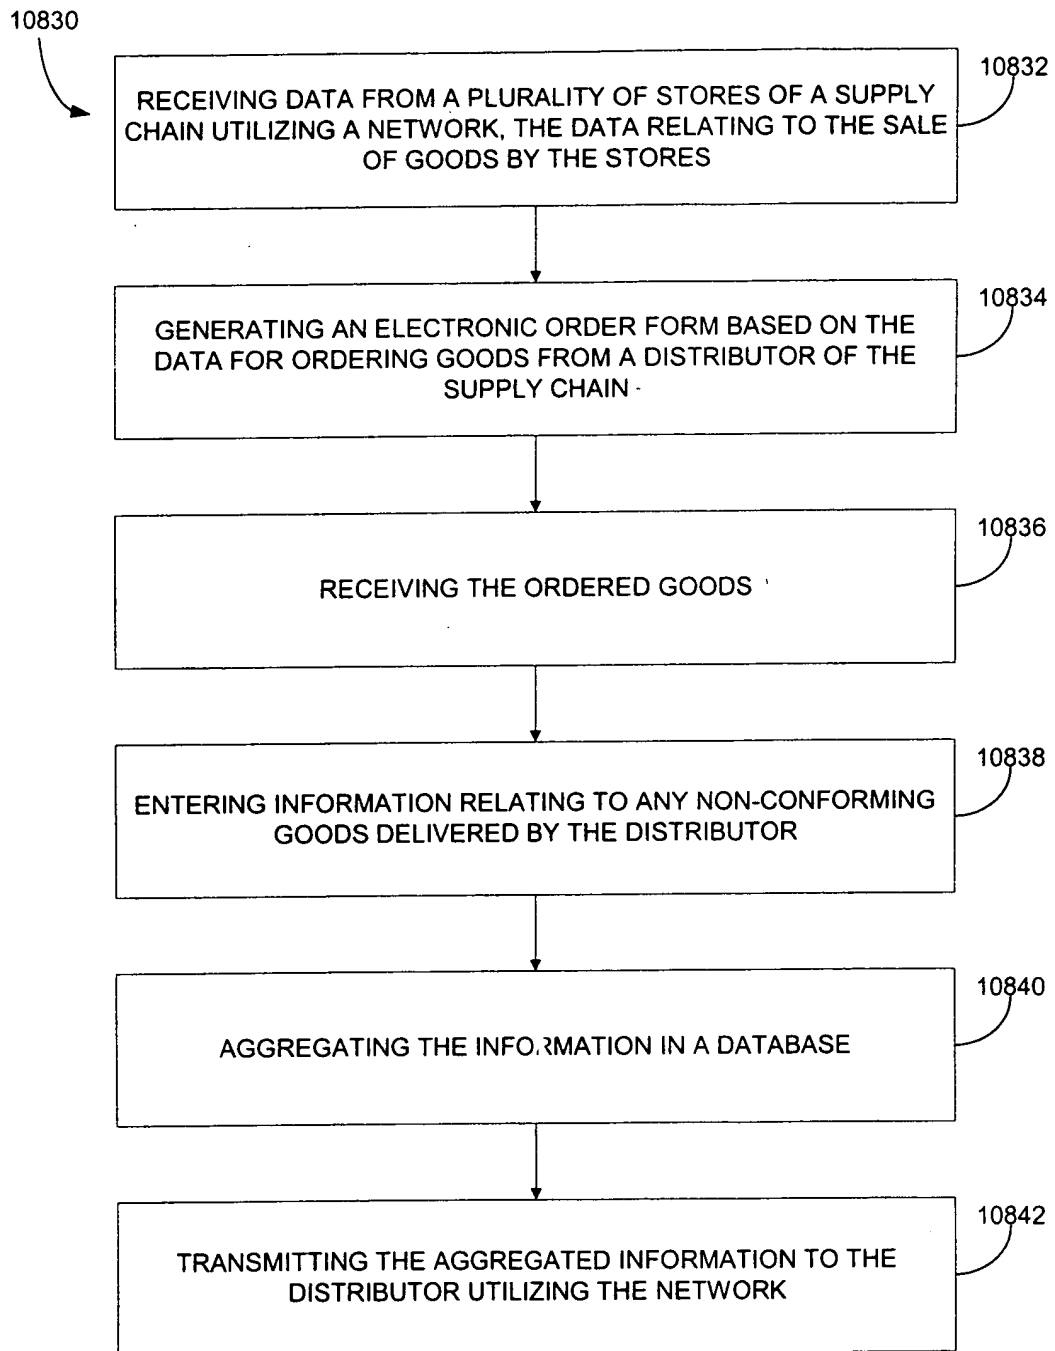 10830
10832
RECEIVING DATA FROM A PLURALITY OF STORES OF A SUPPLY
CHAIN UTILIZING A NETWORK, THE DATA RELATING TO THE SALE
OF GOODS BY THE STORES
10834
GENERATING AN ELECTRONIC ORDER FORM BASED ON THE
DATA FOR ORDERING GOODS FROM A DISTRIBUTOR OF THE
SUPPLY CHAIN
10836
RECEIVING THE ORDERED GOODS
10838
ENTERING INFORMATION RELATING TO ANY NON-CONFORMING
GOODS DELIVERED BY THE DISTRIBUTOR
10840
AGGREGATING THE INFORMATION IN A DATABASE
10842
TRANSMITTING THE AGGREGATED INFORMATION TO THE
DISTRIBUTOR UTILIZING THE NETWORK